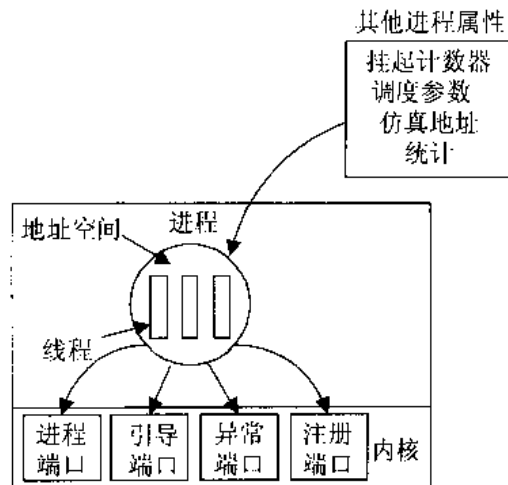 其他进程属性
挂起计数器
调度参数
仿真地址
统计
地址空间
进程
线程
进程
端口
引导
端口
异常
端口
注册
端口
内核